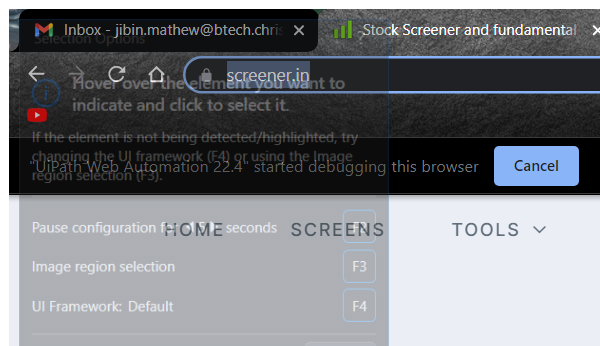 Inbox - jibin.mathew@btech.chris
Stock Screener and fundamental
Selection Options
screener.in
Hover over the element you want to
indicate and click to select it.
If the element is not being detected/highlighted, try
changing the UI framework (F4) or using the Image
region selection (F3).
"UiPath Web Automation 22.4" started debugging this browser
Cancel
HOME
SCREENS
TOOLS
Pause configuration for
seconds
Image region selection
F3
UI Framework: Default
F4